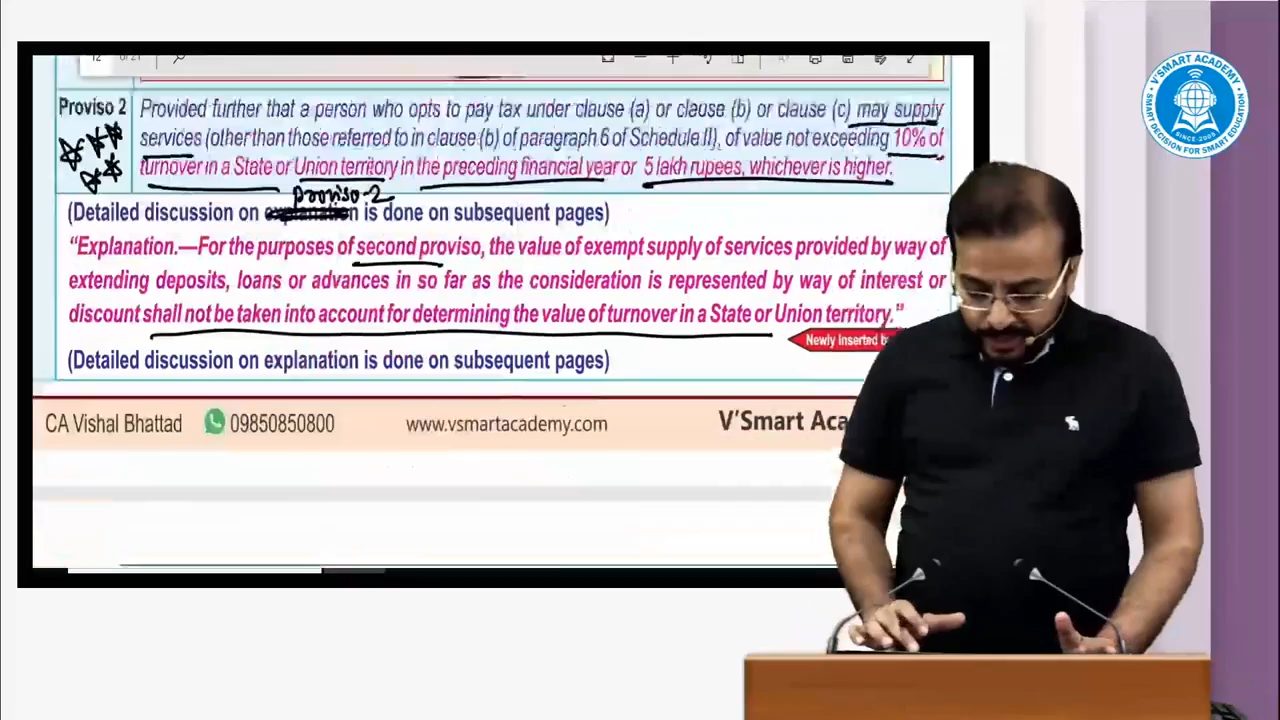 12 of 21
Proviso 2
Provided further that a person who opts to pay tax under clause (a) or clause (b) or clause (c) may supply
services (other than those referred to in clause (b) of paragraph 6 of Schedule II), of value not exceeding 10% of
turnover in a State or Union territory in the preceding financial year or 5 lakh rupees, whichever is higher.
proviso-2
(Detailed discussion on is done on subsequent pages)
“Explanation.—For the purposes of second proviso, the value of exempt supply of services provided by way of
extending deposits, loans or advances in so far as the consideration is represented by way of interest or
discount shall not be taken into account for determining the value of turnover in a State or Union territory.”
Newly Inserted
(Detailed discussion on explanation is done on subsequent pages)
CA Vishal Bhattad 09850850800 www.vsmartacademy.com V'Smart Aca
V'SMART ACADEMY
SINCE-2005
SMART DECISION FOR SMART EDUCATION